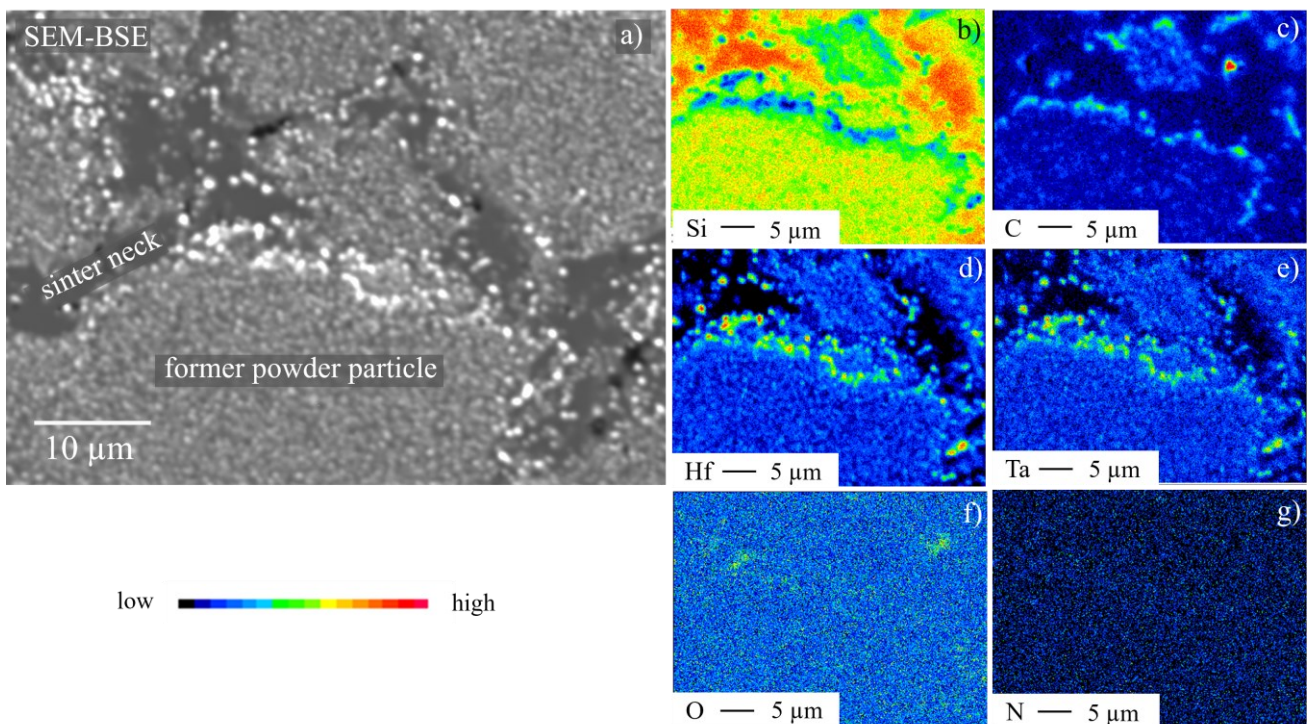 SEM-BSE
a)
sinter neck
former powder particle
10 µm
b)
Si 5 µm
c)
C 5 µm
d)
Hf 5 µm
e)
Ta 5 µm
f)
O 5 µm
g)
N 5 µm
low high